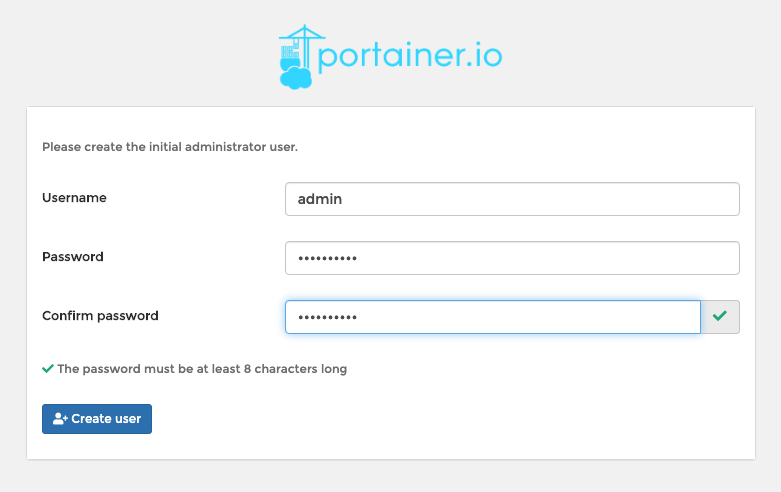 portainer.io
Please create the initial administrator user.
Username
admin
Password
••••••••••
Confirm password
••••••••••
The password must be at least 8 characters long
Create user